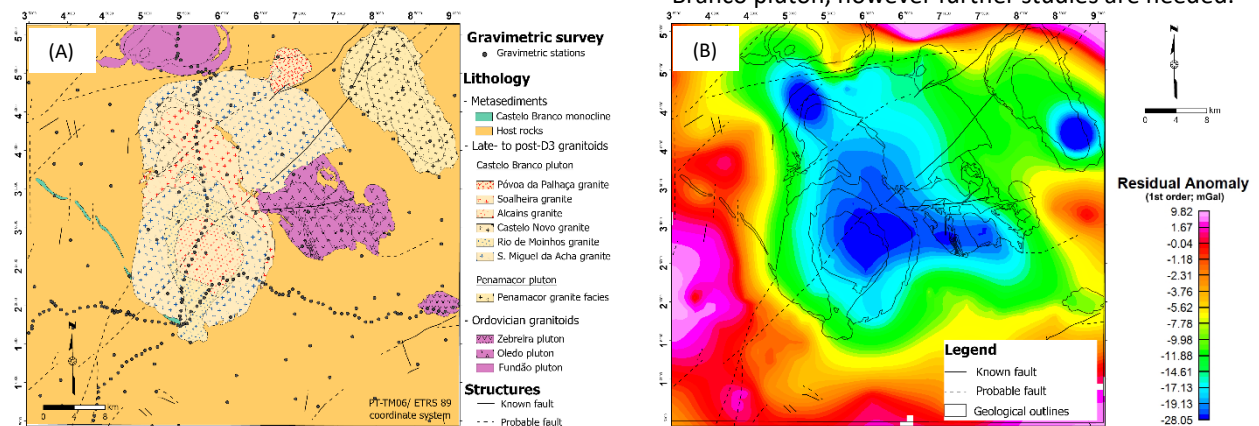 Branco pluton, however further studies are needed.
(A)
Gravimetric survey
Gravimetric stations
Lithology
- Metasediments
Castelo Branco monocline
Host rocks
- Late- to post-D3 granitoids
Castelo Branco pluton
Póvoa da Palhaça granite
Soalheira granite
Alcains granite
Castelo Novo granite
Rio de Moinhos granite
S. Miguel da Acha granite
Penamacor pluton
Penamacor granite facies
- Ordovician granitoids
Zebreira pluton
Oledo pluton
Fundão pluton
Structures
Known fault
Probable fault
PT-TM06/ ETRS 89
coordinate system
N
0 4 8 km
(B)
N
0 4 8 km
Residual Anomaly
(1st order; mGal)
9.82
1.67
-0.04
-1.18
-2.31
-3.31
-4.41
-5.62
-7.78
-9.98
-11.88
-14.61
-17.13
-19.13
-28.05
Legend
Known fault
Probable fault
Geological outlines